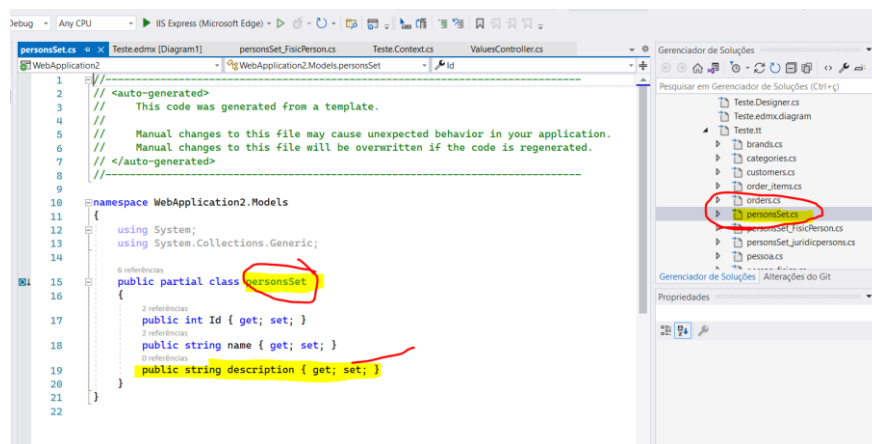 Debug Any CPU IIS Express (Microsoft Edge)
personsSet.cs Teste.edmx [Diagram1] personsSet_FisicPerson.cs Teste.Context.cs ValuesController.cs
WebApplication2 WebApplication2.Models.personsSet Id
1 //-----------------------------------------------------------------------------
2 // <auto-generated>
3 //     This code was generated from a template.
4 //
5 //     Manual changes to this file may cause unexpected behavior in your application.
6 //     Manual changes to this file will be overwritten if the code is regenerated.
7 // </auto-generated>
8 //-----------------------------------------------------------------------------
9
10 namespace WebApplication2.Models
11 {
12     using System;
13     using System.Collections.Generic;
14
6 referências
15     public partial class personsSet
16     {
2 referências
17         public int Id { get; set; }
2 referências
18         public string name { get; set; }
0 referências
19         public string description { get; set; }
20     }
21 }
22
Gerenciador de Soluções
Pesquisar em Gerenciador de Soluções (Ctrl+ç)
Teste.Designer.cs
Teste.edmx.diagram
Teste.tt
brands.cs
categories.cs
customers.cs
order_items.cs
orders.cs
personsSet.cs
personsSet_FisicPerson.cs
personsSet_juridicpersons.cs
pessoa.cs
Gerenciador de Soluções Alterações do Git
Propriedades